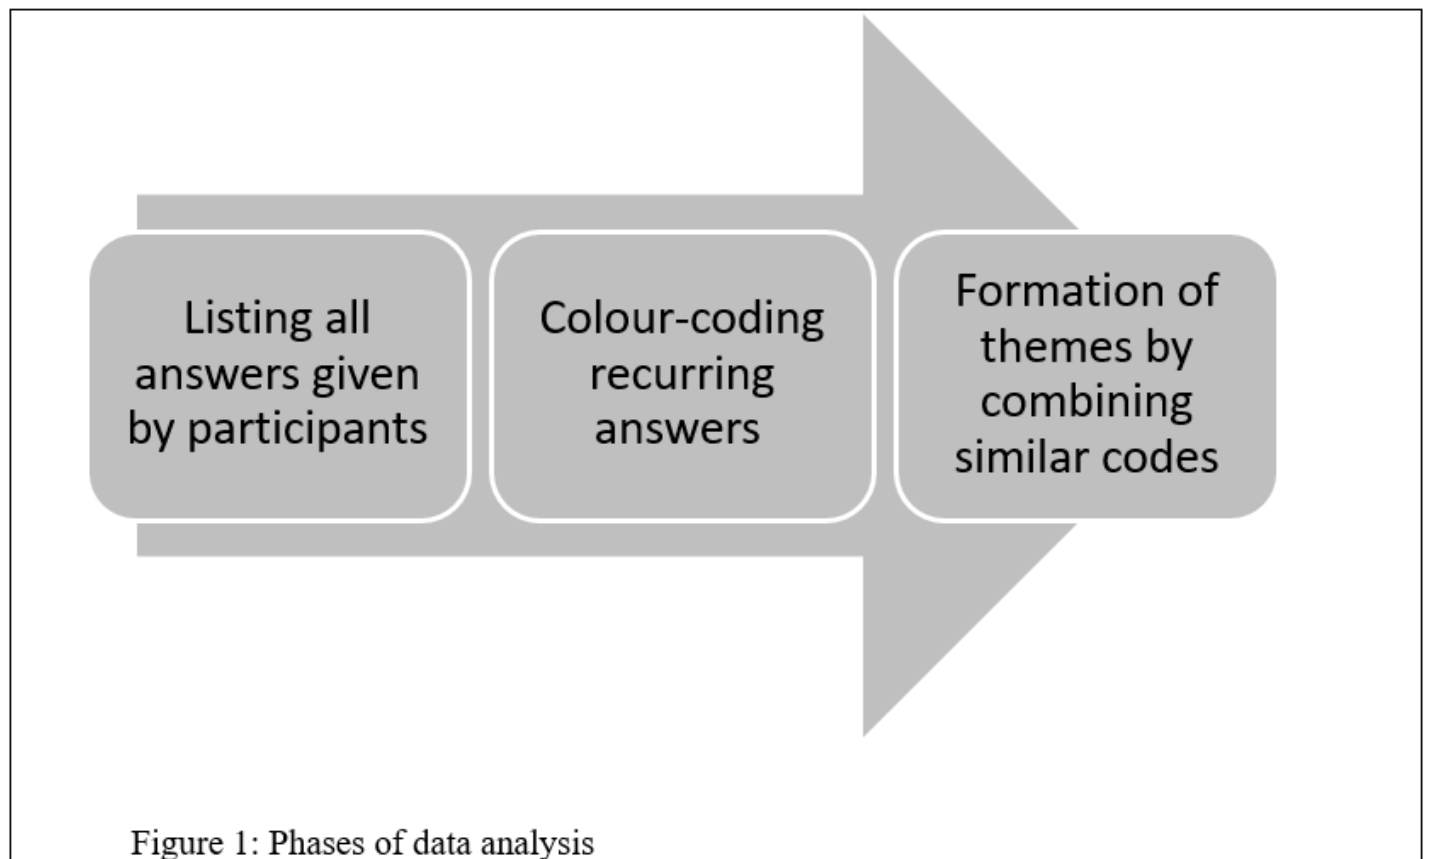 Listing all
answers given
by participants
Colour-coding
recurring
answers
Formation of
themes by
combining
similar codes
Figure 1: Phases of data analysis